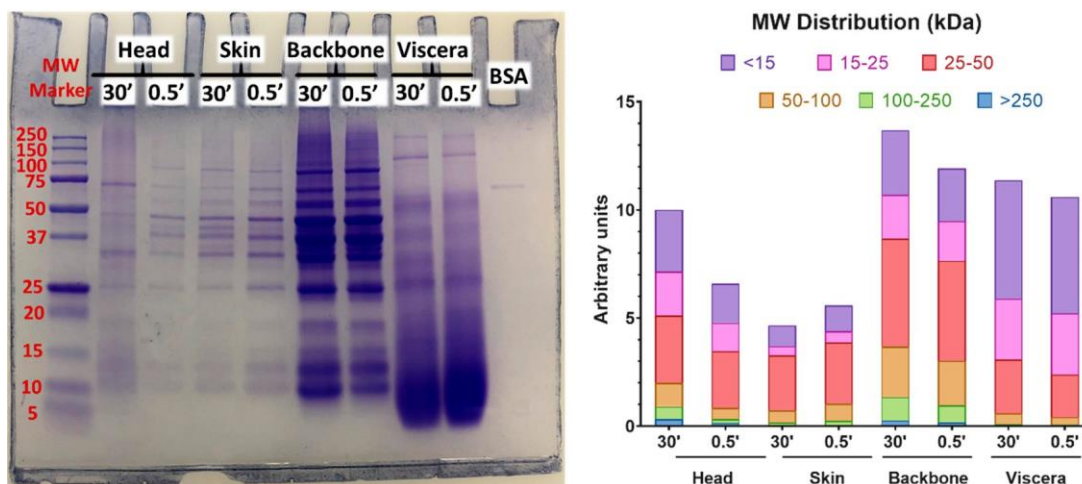 Head Skin Backbone Viscera
MW Marker
BSA
30’ 0.5’ 30’ 0.5’ 30’ 0.5’ 30’ 0.5’
250
150
100
75
50
37
25
20
15
10
5
MW Distribution (kDa)
<15 15-25 25-50
50-100 100-250 >250
Arbitrary units
15
10
5
0
30' 0.5' 30' 0.5' 30' 0.5' 30' 0.5'
Head Skin Backbone Viscera